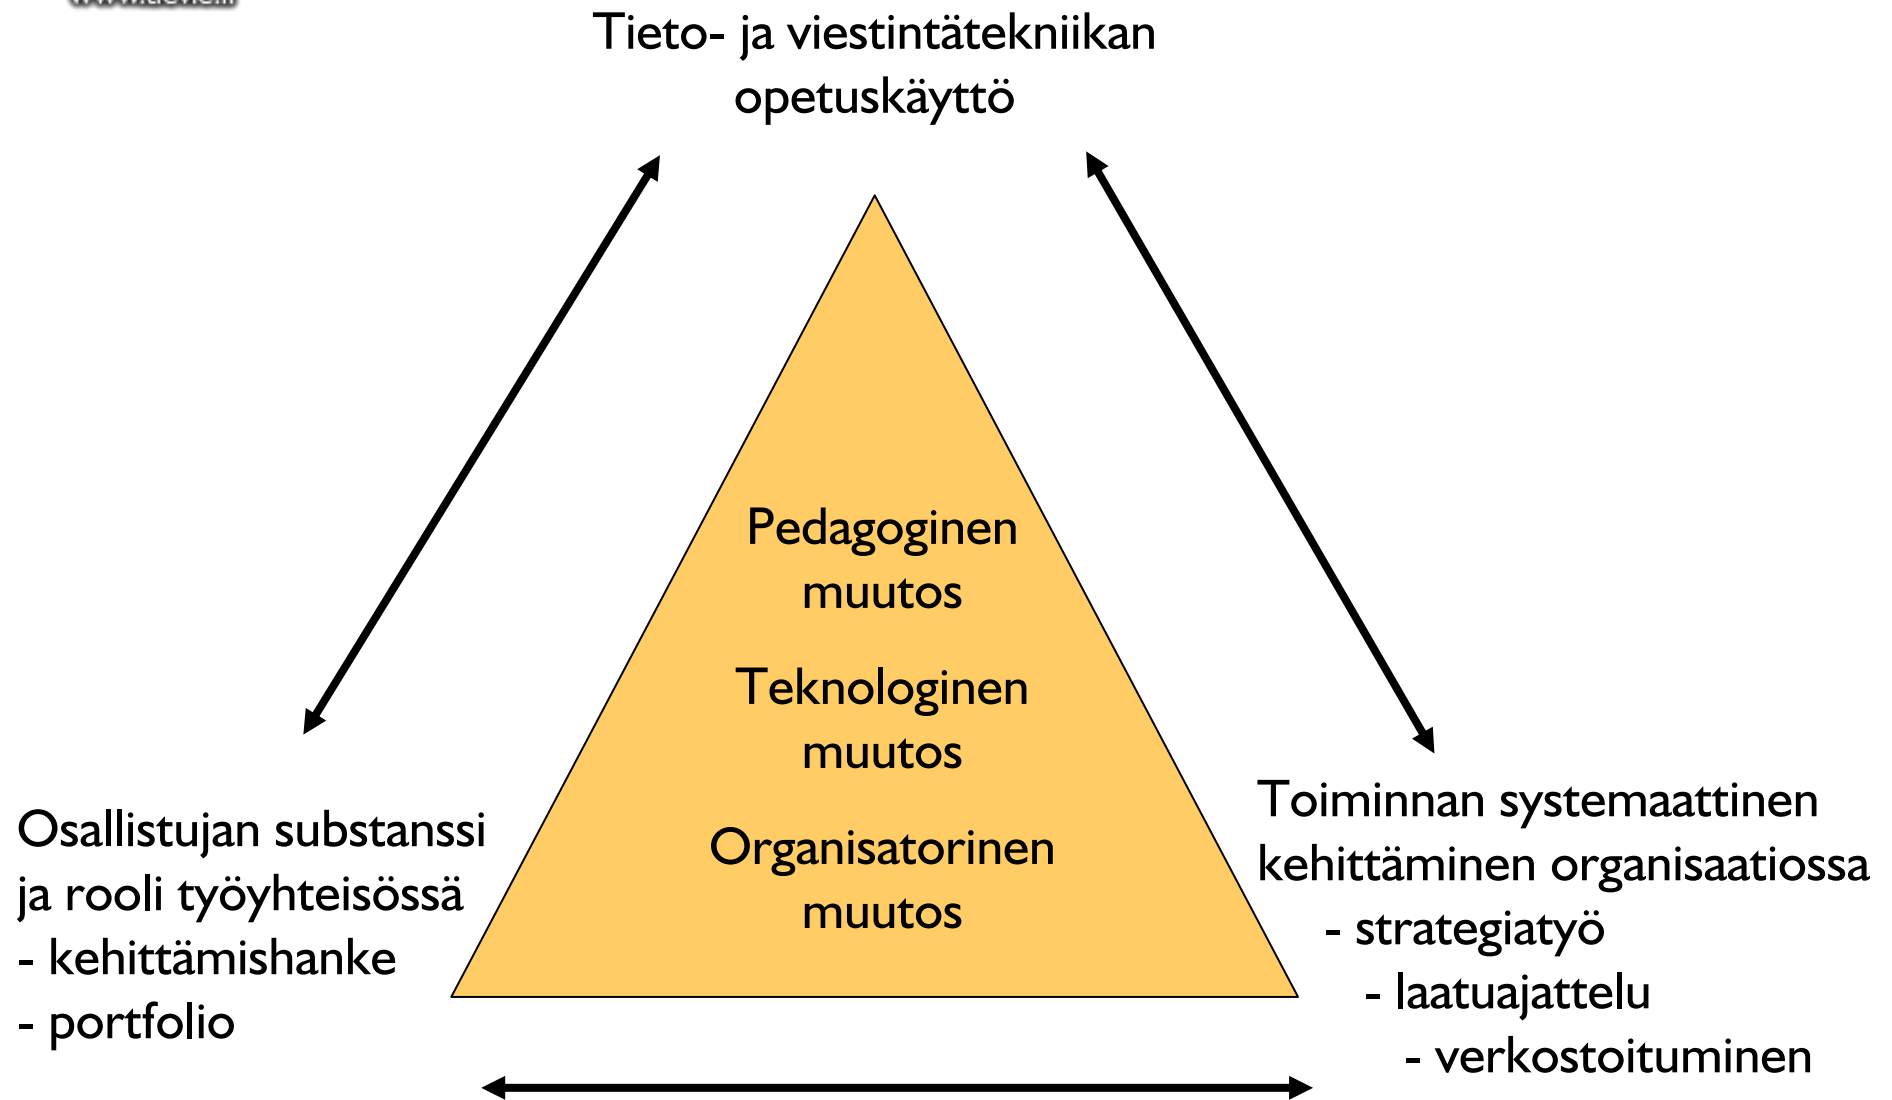 Tieto- ja viestintätekniikan
opetuskäyttö
Pedagoginen
muutos
Teknologinen
muutos
Organisatorinen
muutos
Osallistujan substanssi
ja rooli työyhteisössä
- kehittämishanke
- portfolio
Toiminnan systemaattinen
kehittäminen organisaatiossa
- strategiatyö
- laatuajattelu
- verkostoituminen